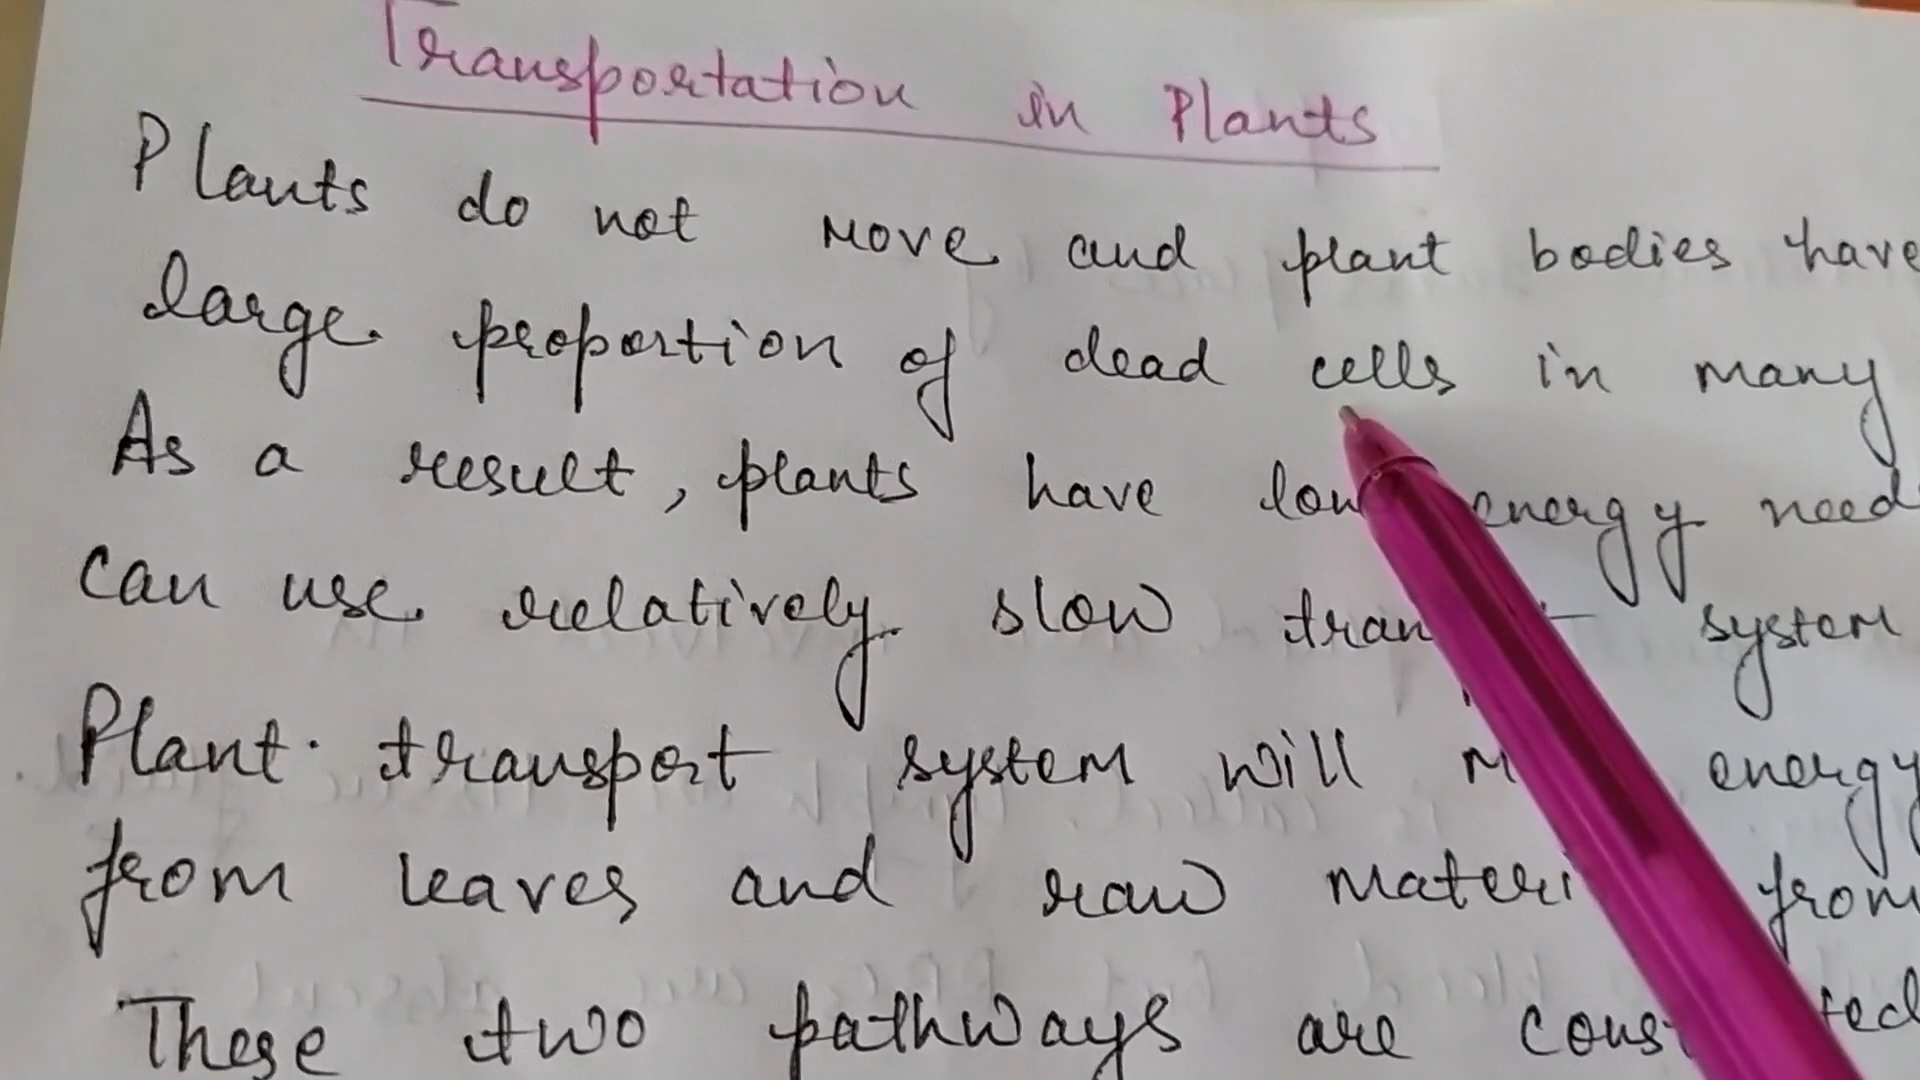 Transportation in Plants
Plants do not move and plant bodies have
large proportion of dead cells in many
As a result, plants have low energy need
can use relatively slow system
Plant transport system will energy
from leaves and raw from
These two pathways are